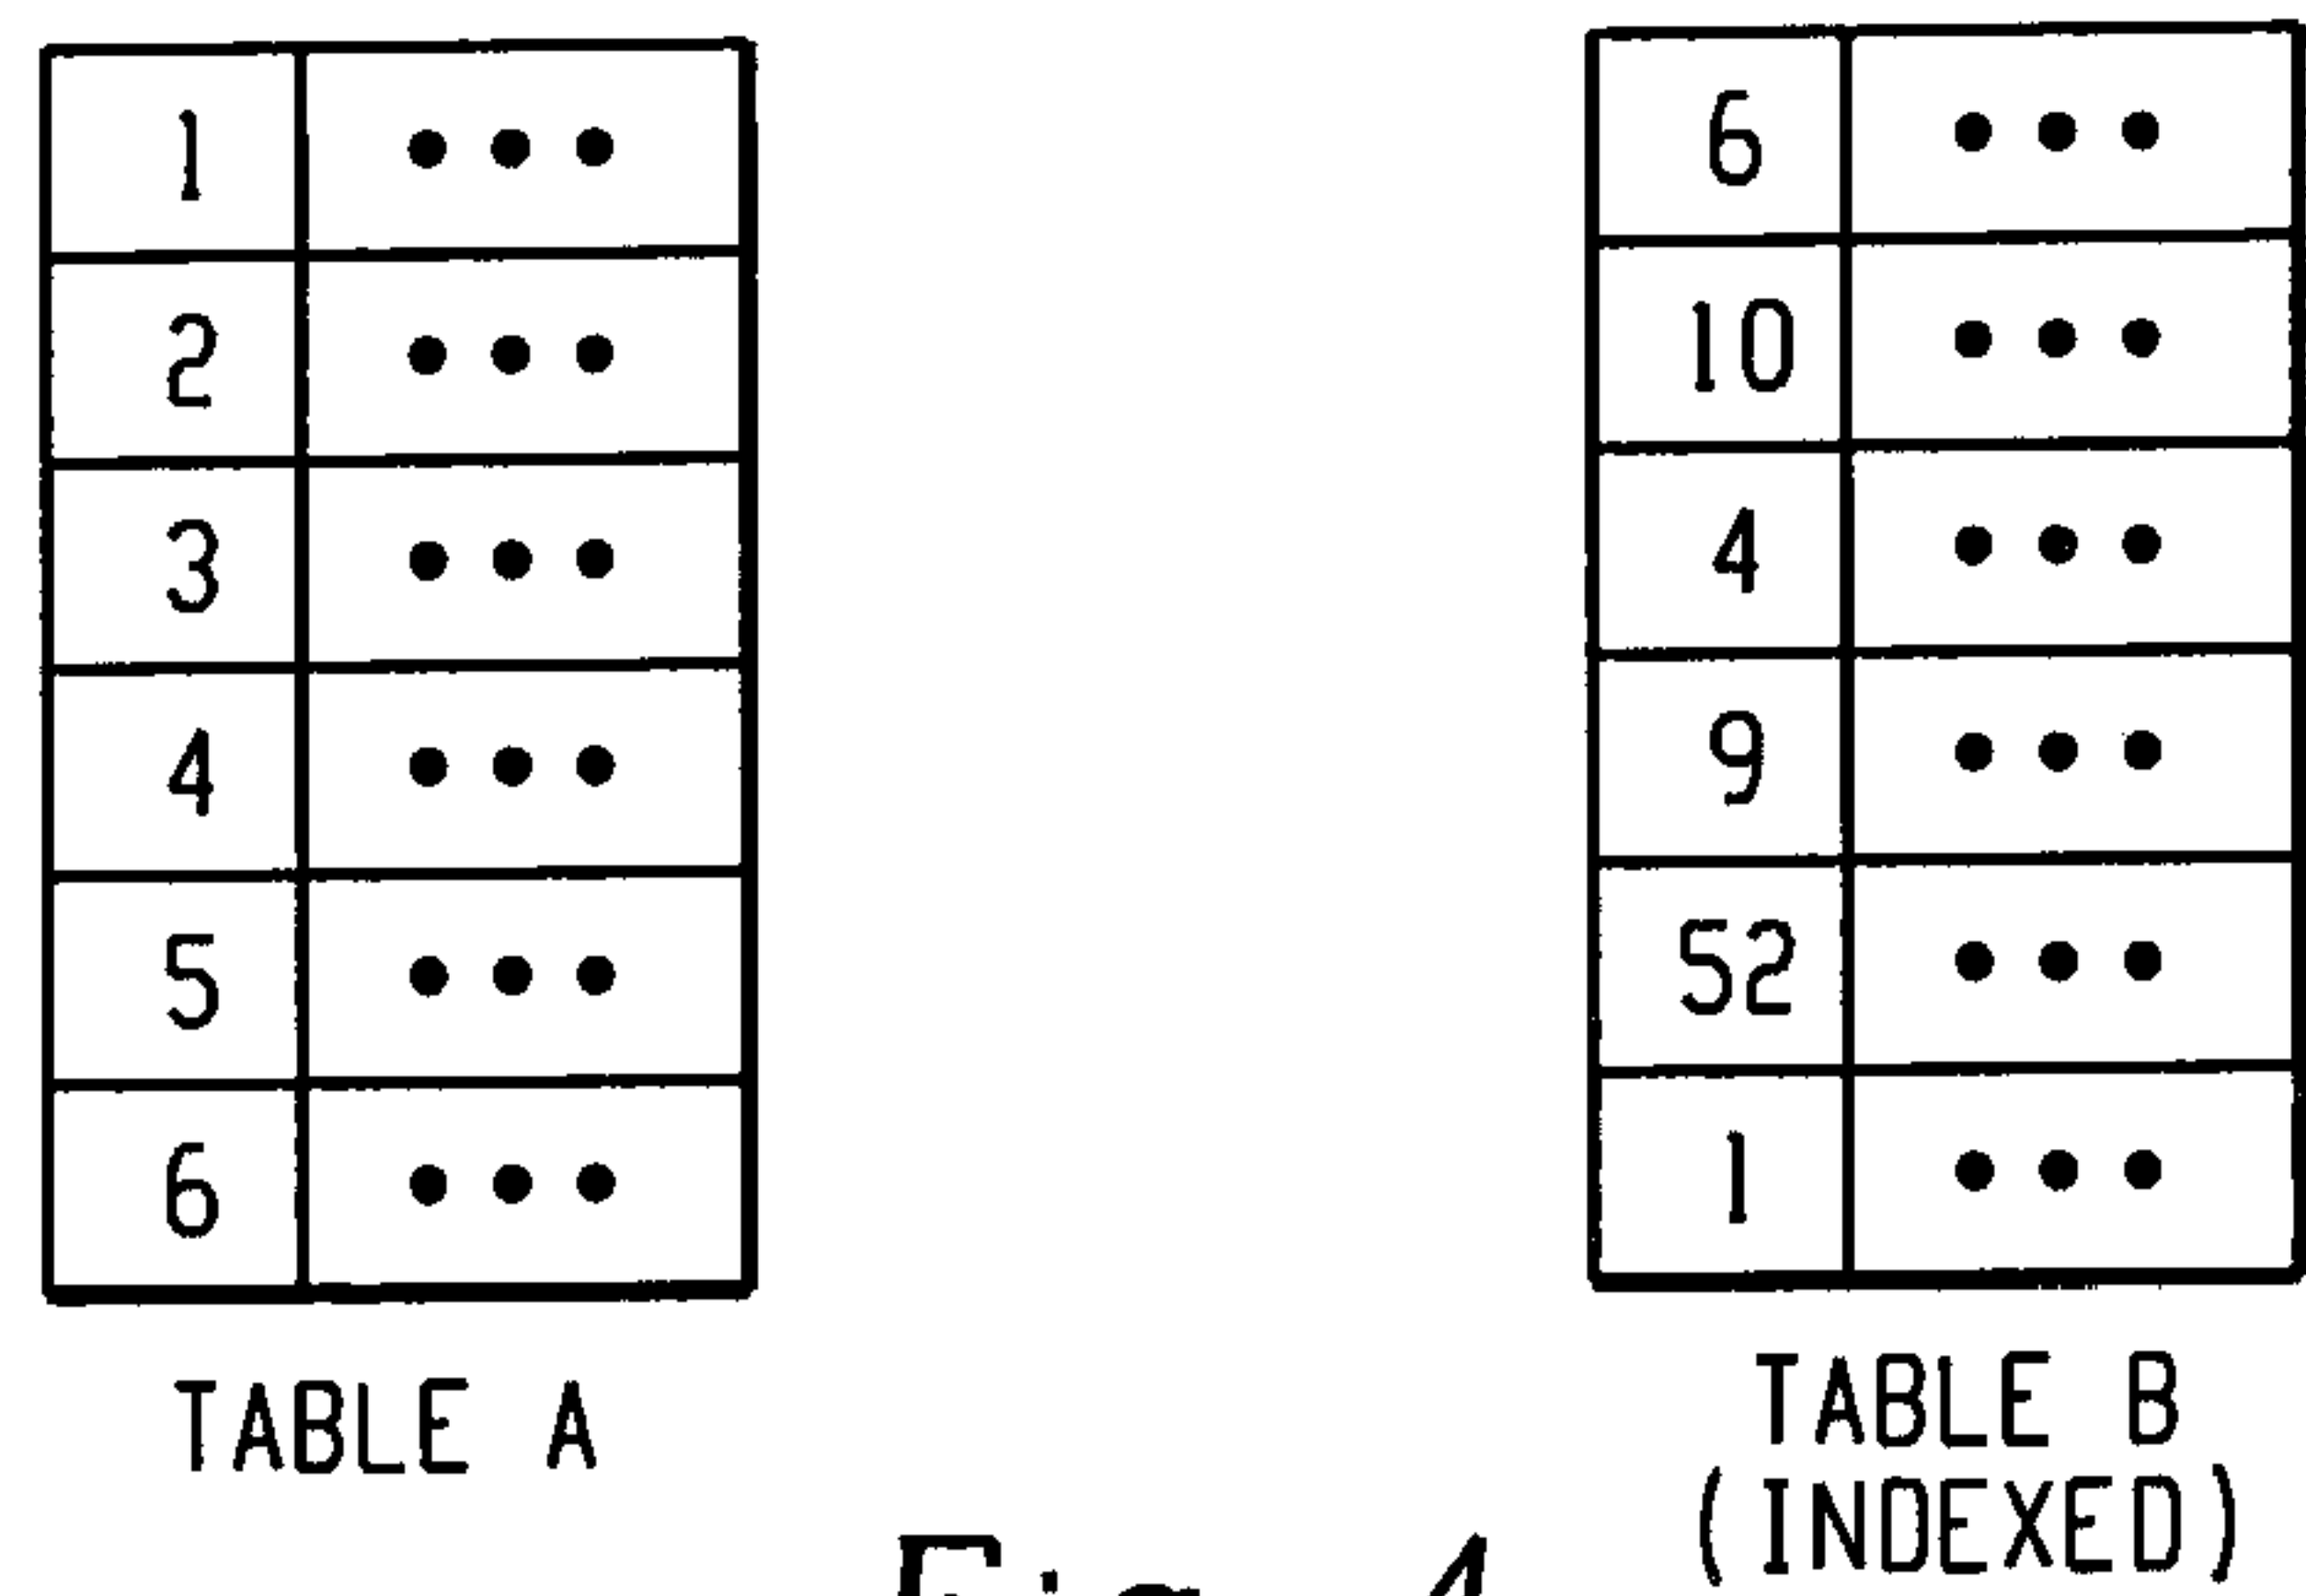 1 ● ● ●
2 ● ● ●
3 ● ● ●
4 ● ● ●
5 ● ● ●
6 ● ● ●
TABLE A
6 ● ● ●
10 ● ● ●
4 ● ● ●
9 ● ● ●
52 ● ● ●
1 ● ● ●
TABLE B
(INDEXED)